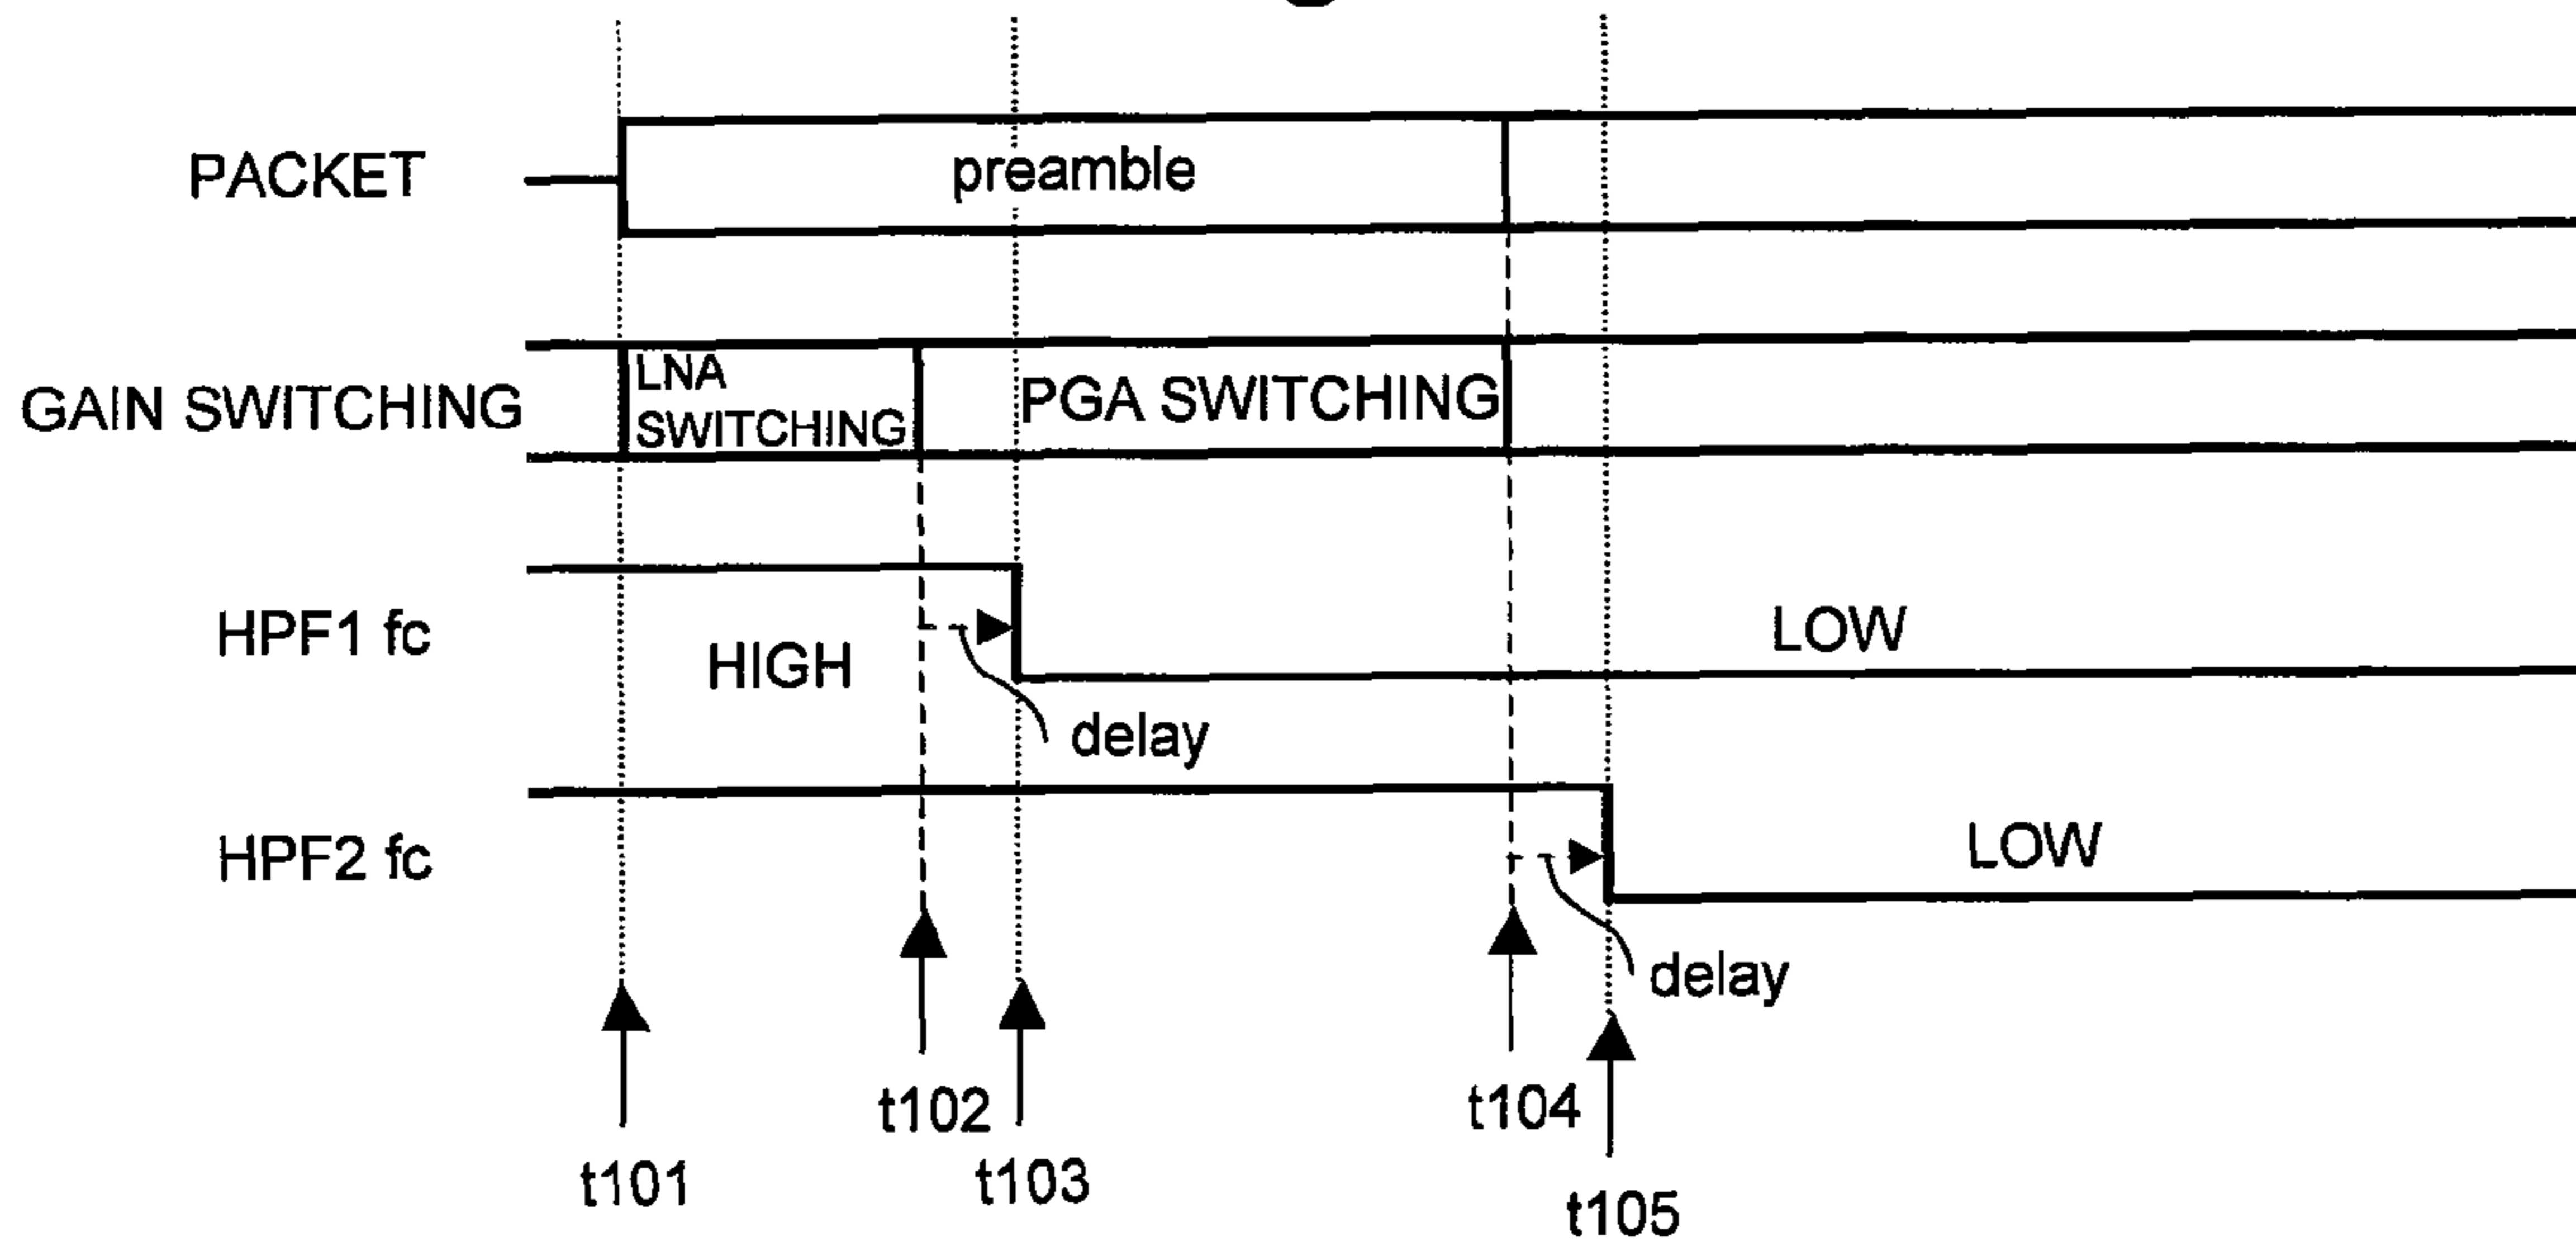 PACKET
preamble
GAIN SWITCHING
LNA
SWITCHING
PGA SWITCHING
HPF1 fc
HIGH
LOW
delay
HPF2 fc
LOW
delay
t102
t104
t101
t103
t105